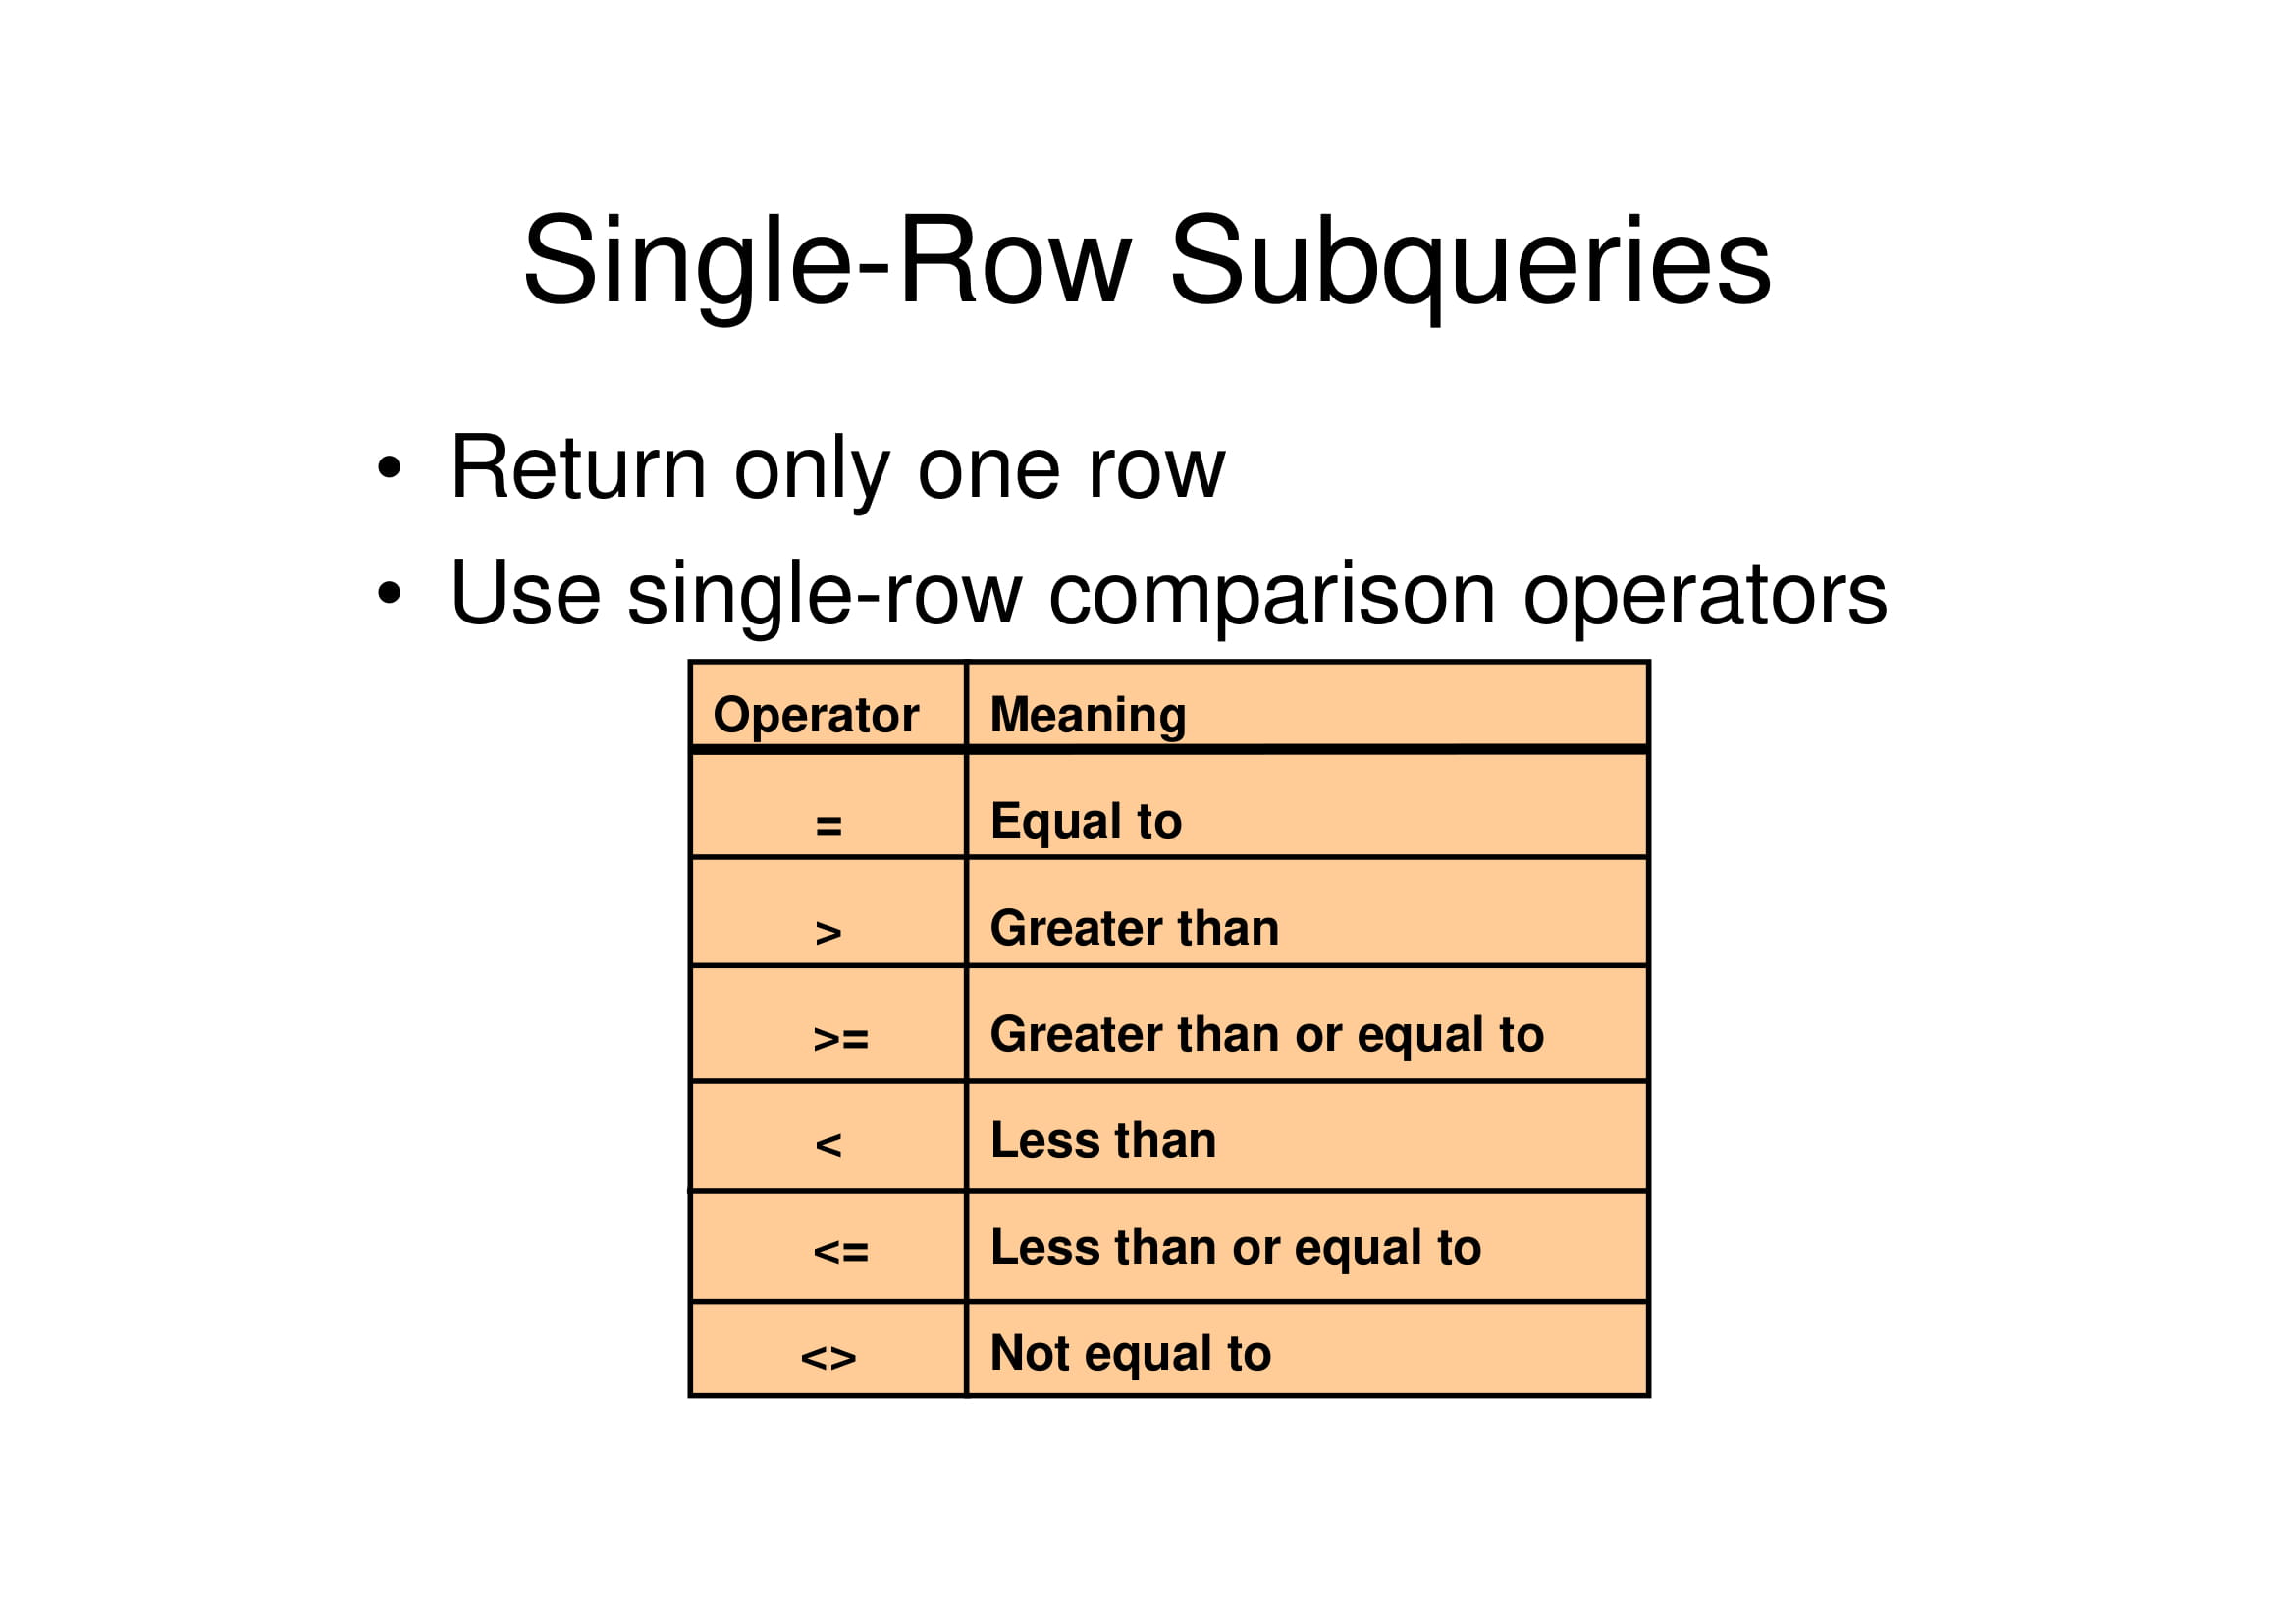 Single-Row Subqueries
• Return only one row
• Use single-row comparison operators
Operator Meaning
= Equal to
> Greater than
>= Greater than or equal to
< Less than
<= Less than or equal to
<> Not equal to